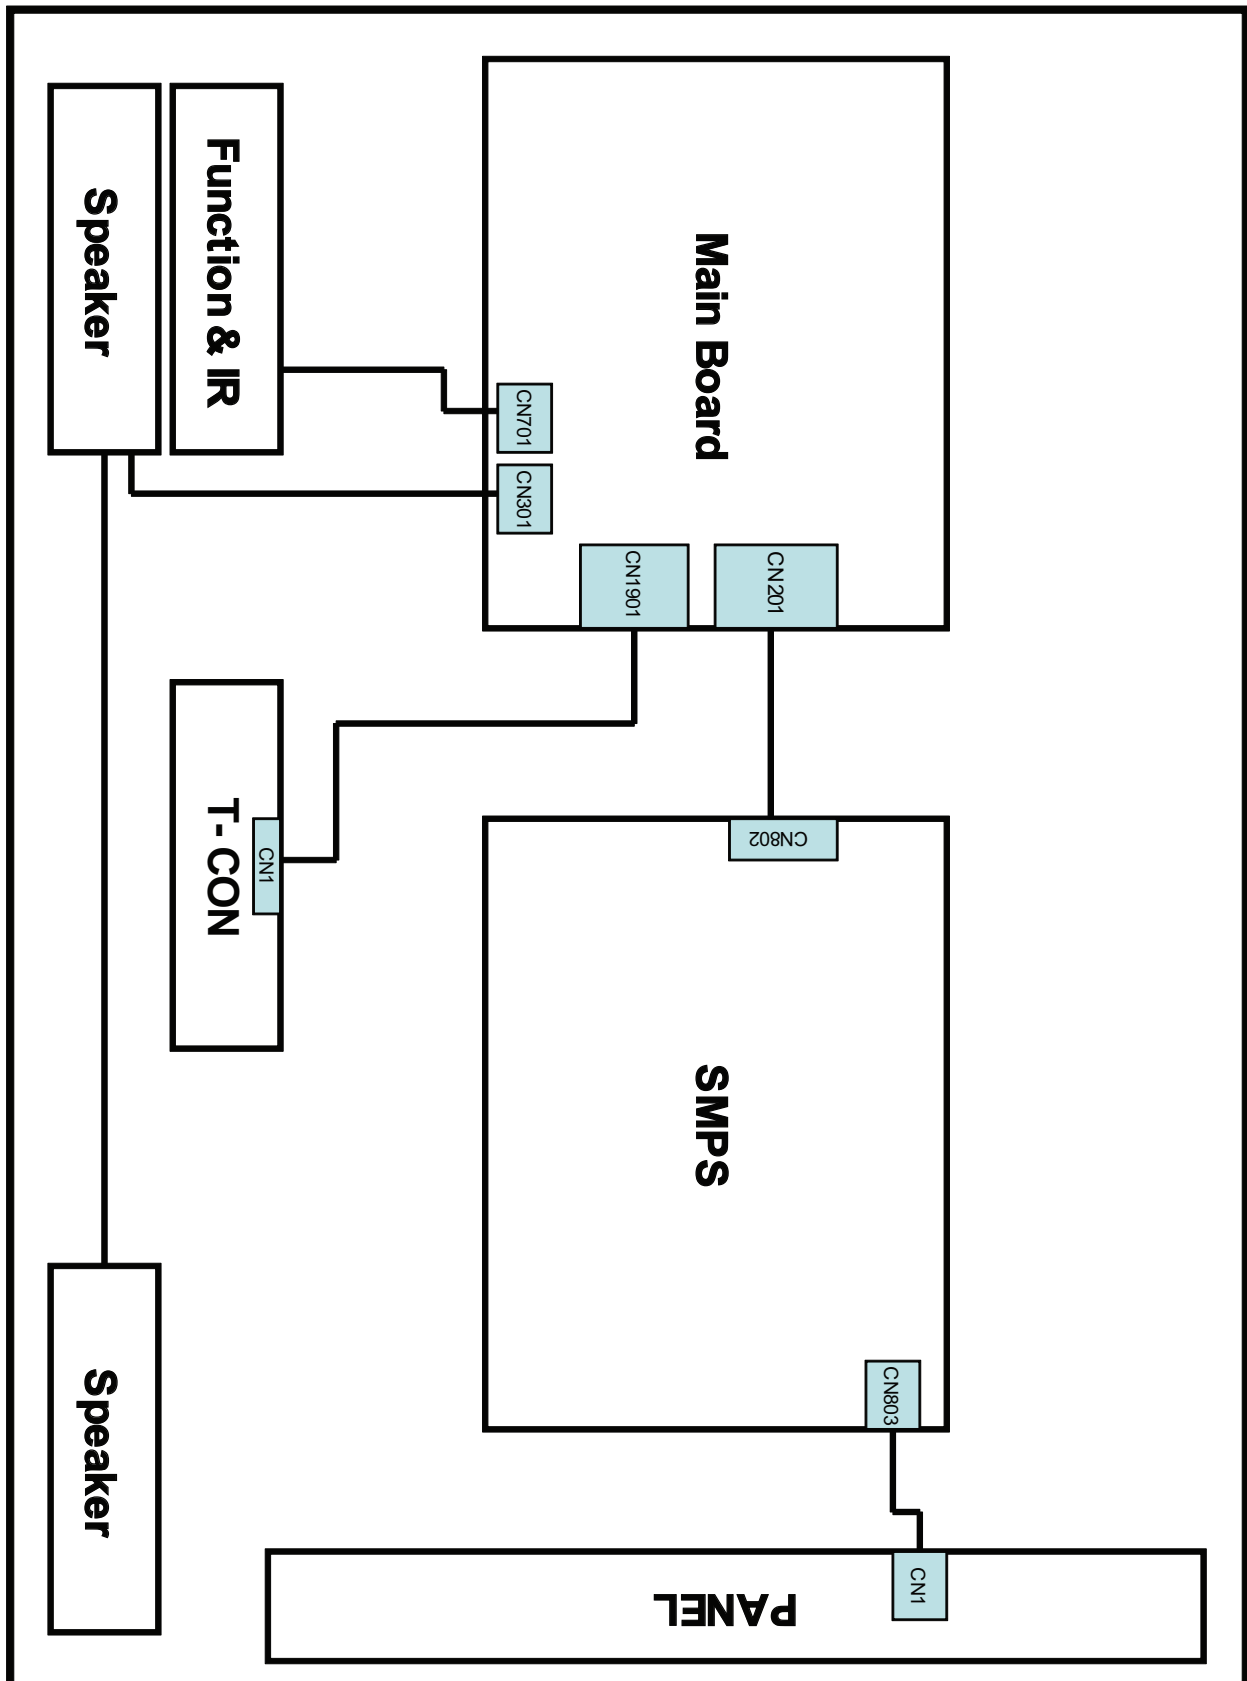 Main Board
CN701
CN301
CN1901
CN201
Function & IR
Speaker
T- CON
CN1
SMPS
CN802
CN803
PANEL
CN1
Speaker